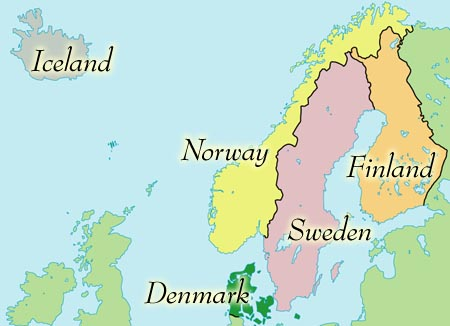 Iceland
Norway
Finland
Sweden
Denmark